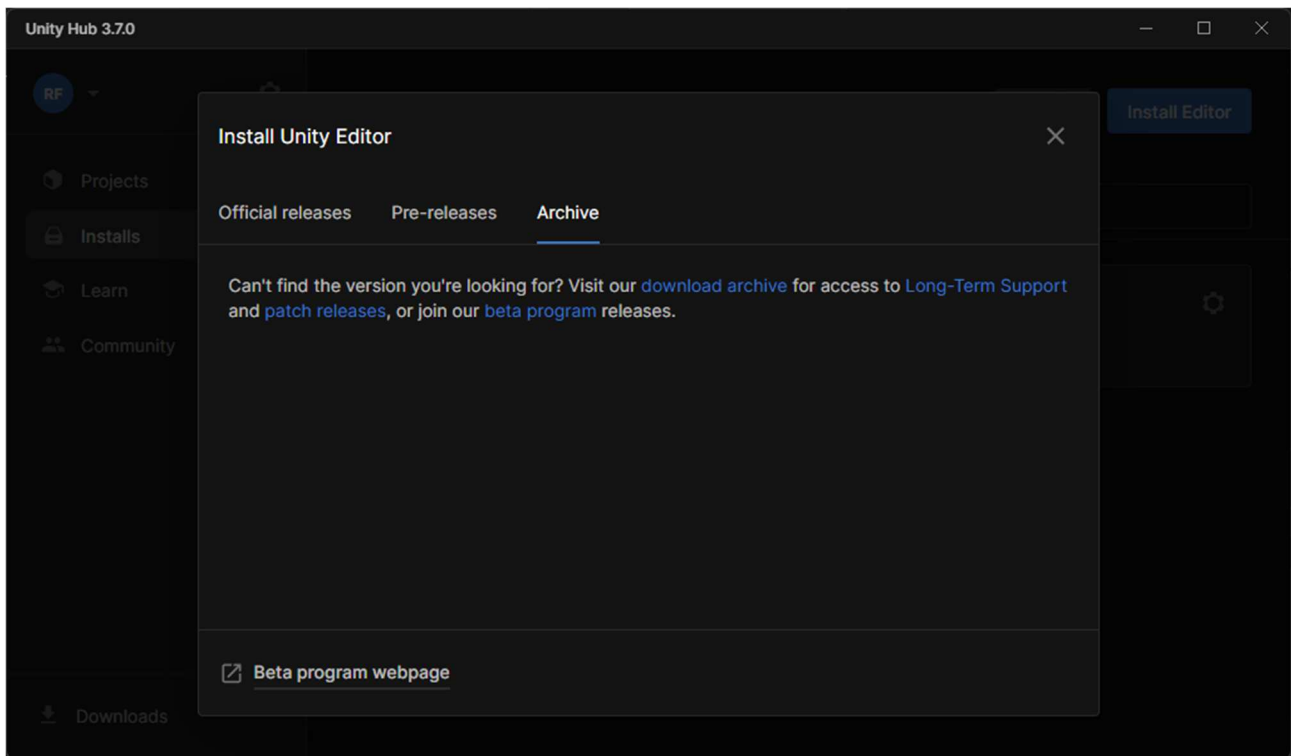 Unity Hub 3.7.0
RF
Install Editor
Install Unity Editor
Projects
Official releases
Pre-releases
Archive
Installs
Can't find the version you're looking for? Visit our download archive for access to Long-Term Support
and patch releases, or join our beta program releases.
Learn
Community
Beta program webpage
Downloads